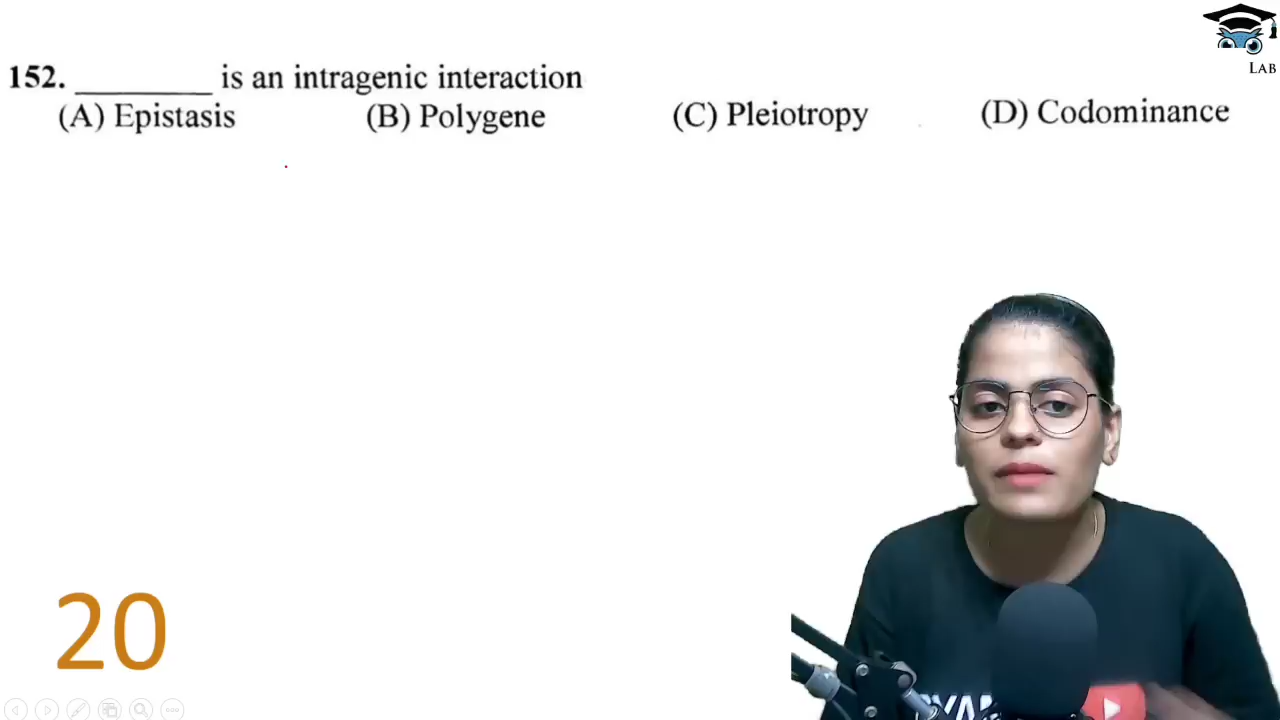 LAB
152. ________ is an intragenic interaction
(A) Epistasis (B) Polygene (C) Pleiotropy (D) Codominance
20